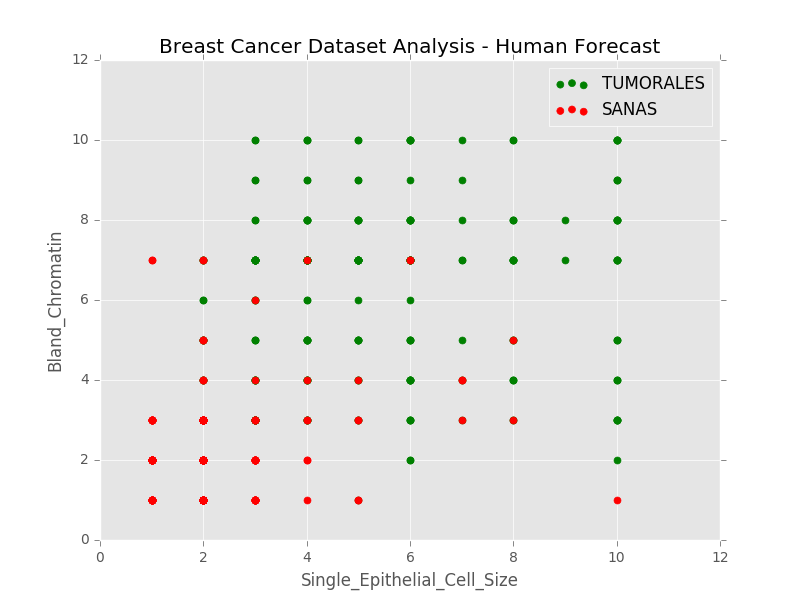 Breast Cancer Dataset Analysis - Human Forecast
TUMORALES
SANAS
12
10
8
6
4
2
0
Bland_Chromatin
0 2 4 6 8 10 12
Single_Epithelial_Cell_Size